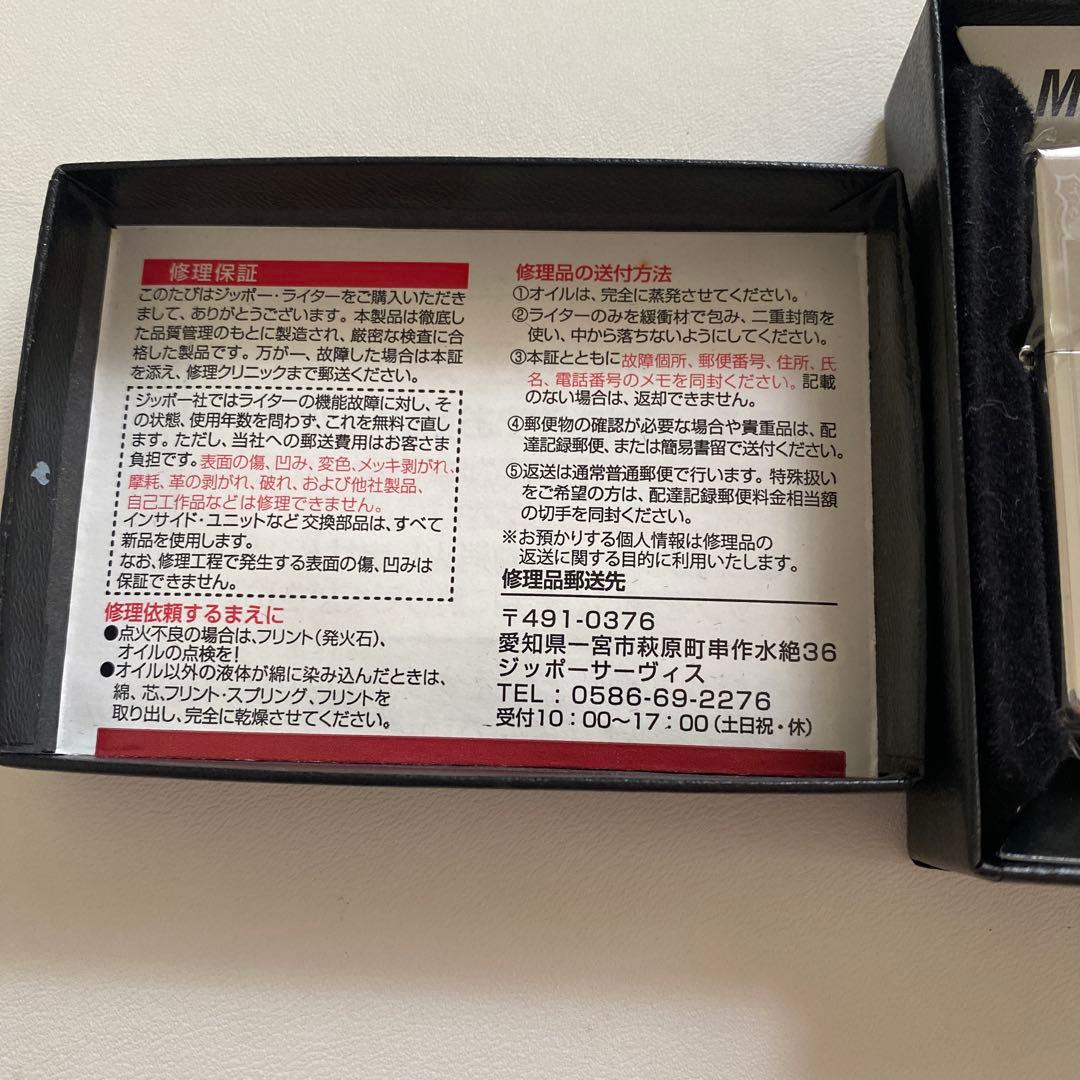 修理保証
このたびはジッポー・ライターをご購入いただき
まして、ありがとうございます。本製品は徹底し
た品質管理のもとに製造され、厳密な検査に合
格した製品です。万が一、故障した場合は本証
を添え、修理クリニックまで郵送ください。
ジッポー社ではライターの機能故障に対し、そ
の状態、使用年数を問わず、これを無料で直し
ます。ただし、当社への郵送費用はお客さま
負担です。表面の傷、凹み、変色、メッキ剥がれ、
摩耗、革の剥がれ、破れ、および他社製品、
自己工作品などは修理できません。
インサイド・ユニットなど交換部品は、すべて
新品を使用します。
なお、修理工程で発生する表面の傷、凹みは
保証できません。
修理依頼するまえに
●点火不良の場合は、フリント(発火石)、
オイルの点検を!
●オイル以外の液体が綿に染み込んだときは、
綿、芯、フリント・スプリング、フリントを
取り出し、完全に乾燥させてください。
修理品の送付方法
①オイルは、完全に蒸発させてください。
②ライターのみを緩衝材で包み、二重封筒を
使い、中から落ちないようにしてください。
③本証とともに故障個所、郵便番号、住所、氏
名、電話番号のメモを同封ください。記載
のない場合は、返却できません。
④郵便物の確認が必要な場合や貴重品は、配
達記録郵便、または簡易書留で送付ください。
⑤返送は通常普通郵便で行います。特殊扱い
をご希望の方は、配達記録郵便料金相当額
の切手を同封ください。
※お預かりする個人情報は修理品の
返送に関する目的に利用いたします。
修理品郵送先
〒491-0376
愛知県一宮市萩原町串作水絶36
ジッポーサーヴィス
TEL:0586-69-2276
受付10:00～17:00(土日祝・休)
M